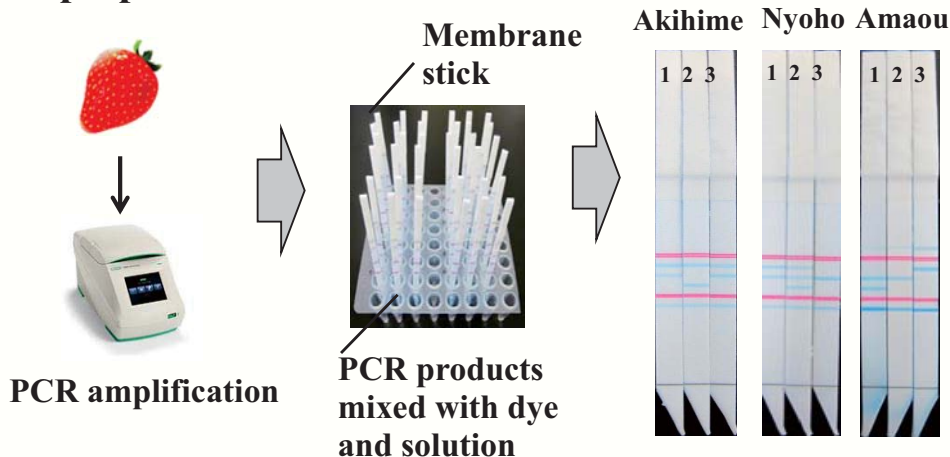 Membrane
stick
Akihime Nyoho Amaou
1 2 3
1 2 3
1 2 3
PCR amplification
PCR products
mixed with dye
and solution